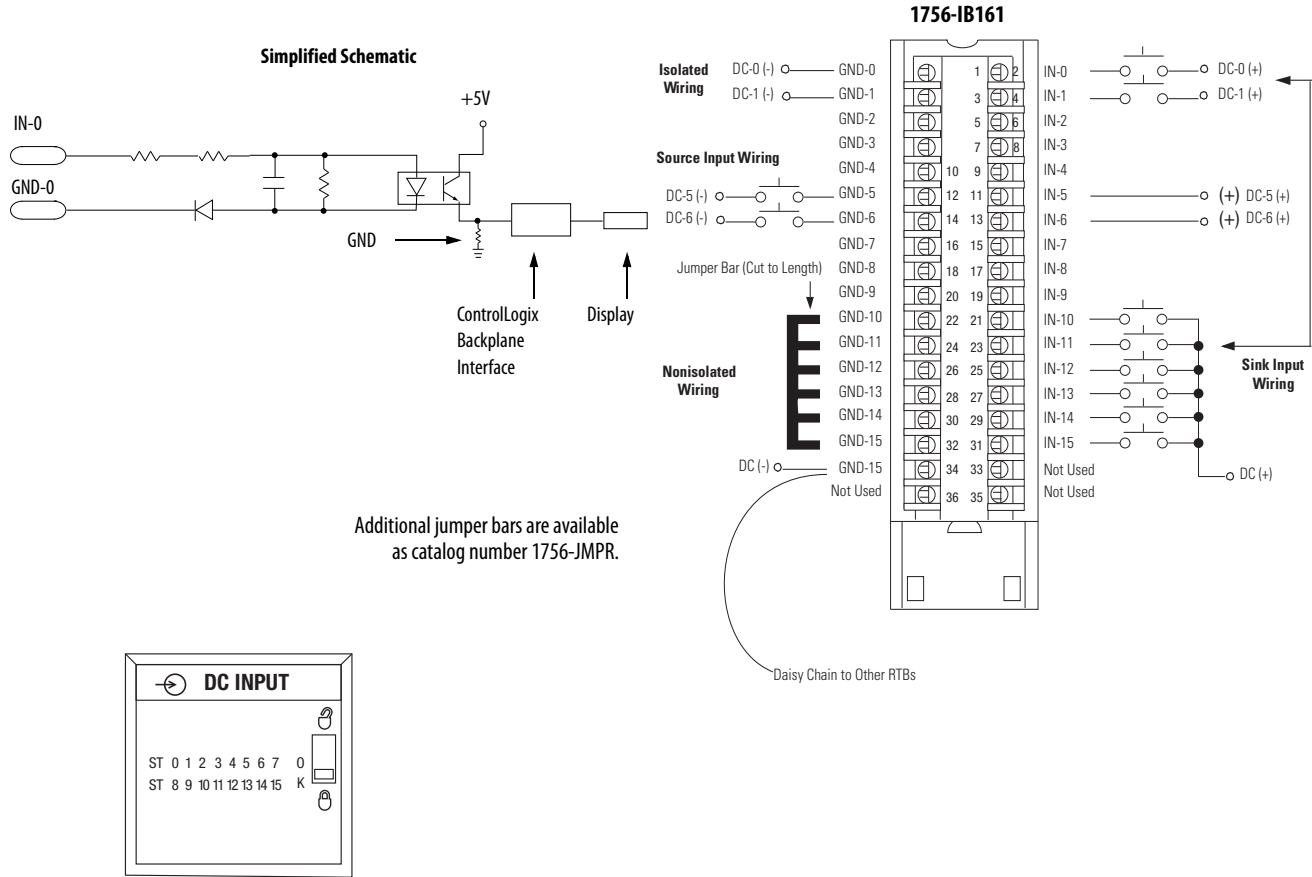 1756-IB161
Simplified Schematic
+5V
IN-0
GND-0
GND
ControlLogix
Backplane
Interface
Display
Isolated
Wiring
DC-0 (-)
DC-1 (-)
Source Input Wiring
DC-5 (-)
DC-6 (-)
Jumper Bar (Cut to Length)
Nonisolated
Wiring
DC (-)
GND-0 1 2 IN-0
GND-1 3 4 IN-1
GND-2 5 6 IN-2
GND-3 7 8 IN-3
GND-4 10 9 IN-4
GND-5 12 11 IN-5
GND-6 14 13 IN-6
GND-7 16 15 IN-7
GND-8 18 17 IN-8
GND-9 20 19 IN-9
GND-10 22 21 IN-10
GND-11 24 23 IN-11
GND-12 26 25 IN-12
GND-13 28 27 IN-13
GND-14 30 29 IN-14
GND-15 32 31 IN-15
GND-15 34 33 Not Used
Not Used 36 35 Not Used
DC-0 (+)
DC-1 (+)
(+) DC-5 (+)
(+) DC-6 (+)
Sink Input
Wiring
DC (+)
Additional jumper bars are available
as catalog number 1756-JMPR.
Daisy Chain to Other RTBs
DC INPUT
ST 0 1 2 3 4 5 6 7 O
ST 8 9 10 11 12 13 14 15 K